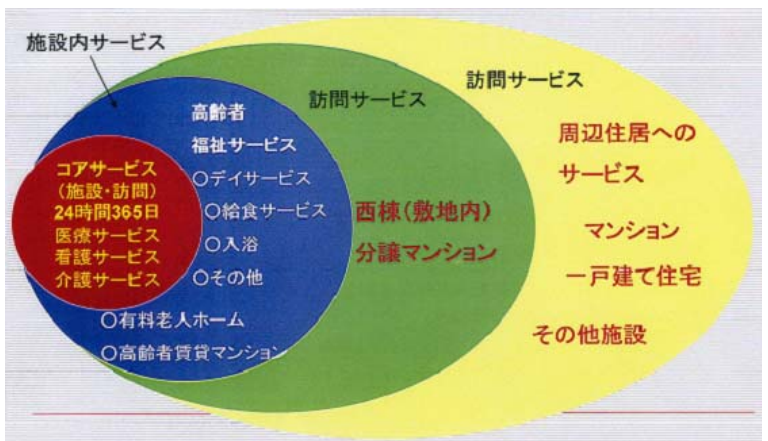 施設内サービス
コアサービス
(施設・訪問)
24時間365日
医療サービス
看護サービス
介護サービス
高齢者
福祉サービス
○デイサービス
○給食サービス
○入浴
○その他
○有料老人ホーム
○高齢者賃貸マンション
訪問サービス
西棟(敷地内)
分譲マンション
訪問サービス
周辺住居への
サービス
マンション
一戸建て住宅
その他施設